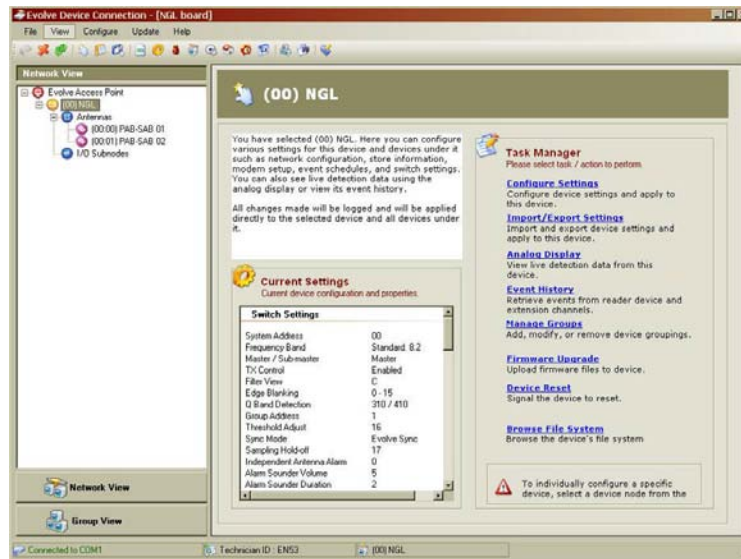 Evolve Device Connection - [NGL board]
File View Configure Update Help
Network View
Evolve Access Point
(00) NGL
Antennas
(00:00) PAB-SAB 01
(00:01) PAB-SAB 02
I/O Subnodes
Network View
Group View
(00) NGL
You have selected (00) NGL. Here you can configure
various settings for this device and devices under it
such as network configuration, store information,
modem setup, event schedules, and switch settings.
You can also see live detection data using the
analog display or view its event history.
All changes made will be logged and will be applied
directly to the selected device and all devices under
it.
Current Settings
Current device configuration and properties.
Switch Settings
System Address 00
Frequency Band Standard: 8.2
Master / Sub-master Master
TX Control Enabled
Filter View C
Edge Blanking 0 - 15
Q Band Detection 310 / 410
Group Address 1
Threshold Adjust 16
Sync Mode Evolve Sync
Sampling Hold-off 17
Independent Antenna Alarm 0
Alarm Sounder Volume 5
Alarm Sounder Duration 2
Task Manager
Please select task / action to perform.
Configure Settings
Configure device settings and apply to
this device.
Import/Export Settings
Import and export device settings and
apply to this device.
Analog Display
View live detection data from this
device.
Event History
Retrieve events from reader device and
extension channels.
Manage Groups
Add, modify, or remove device groupings.
Firmware Upgrade
Upload firmware files to device.
Device Reset
Signal the device to reset.
Browse File System
Browse the device's file system
To individually configure a specific
device, select a device node from the
Connected to COM1 Technician ID : EN53 (00) NGL